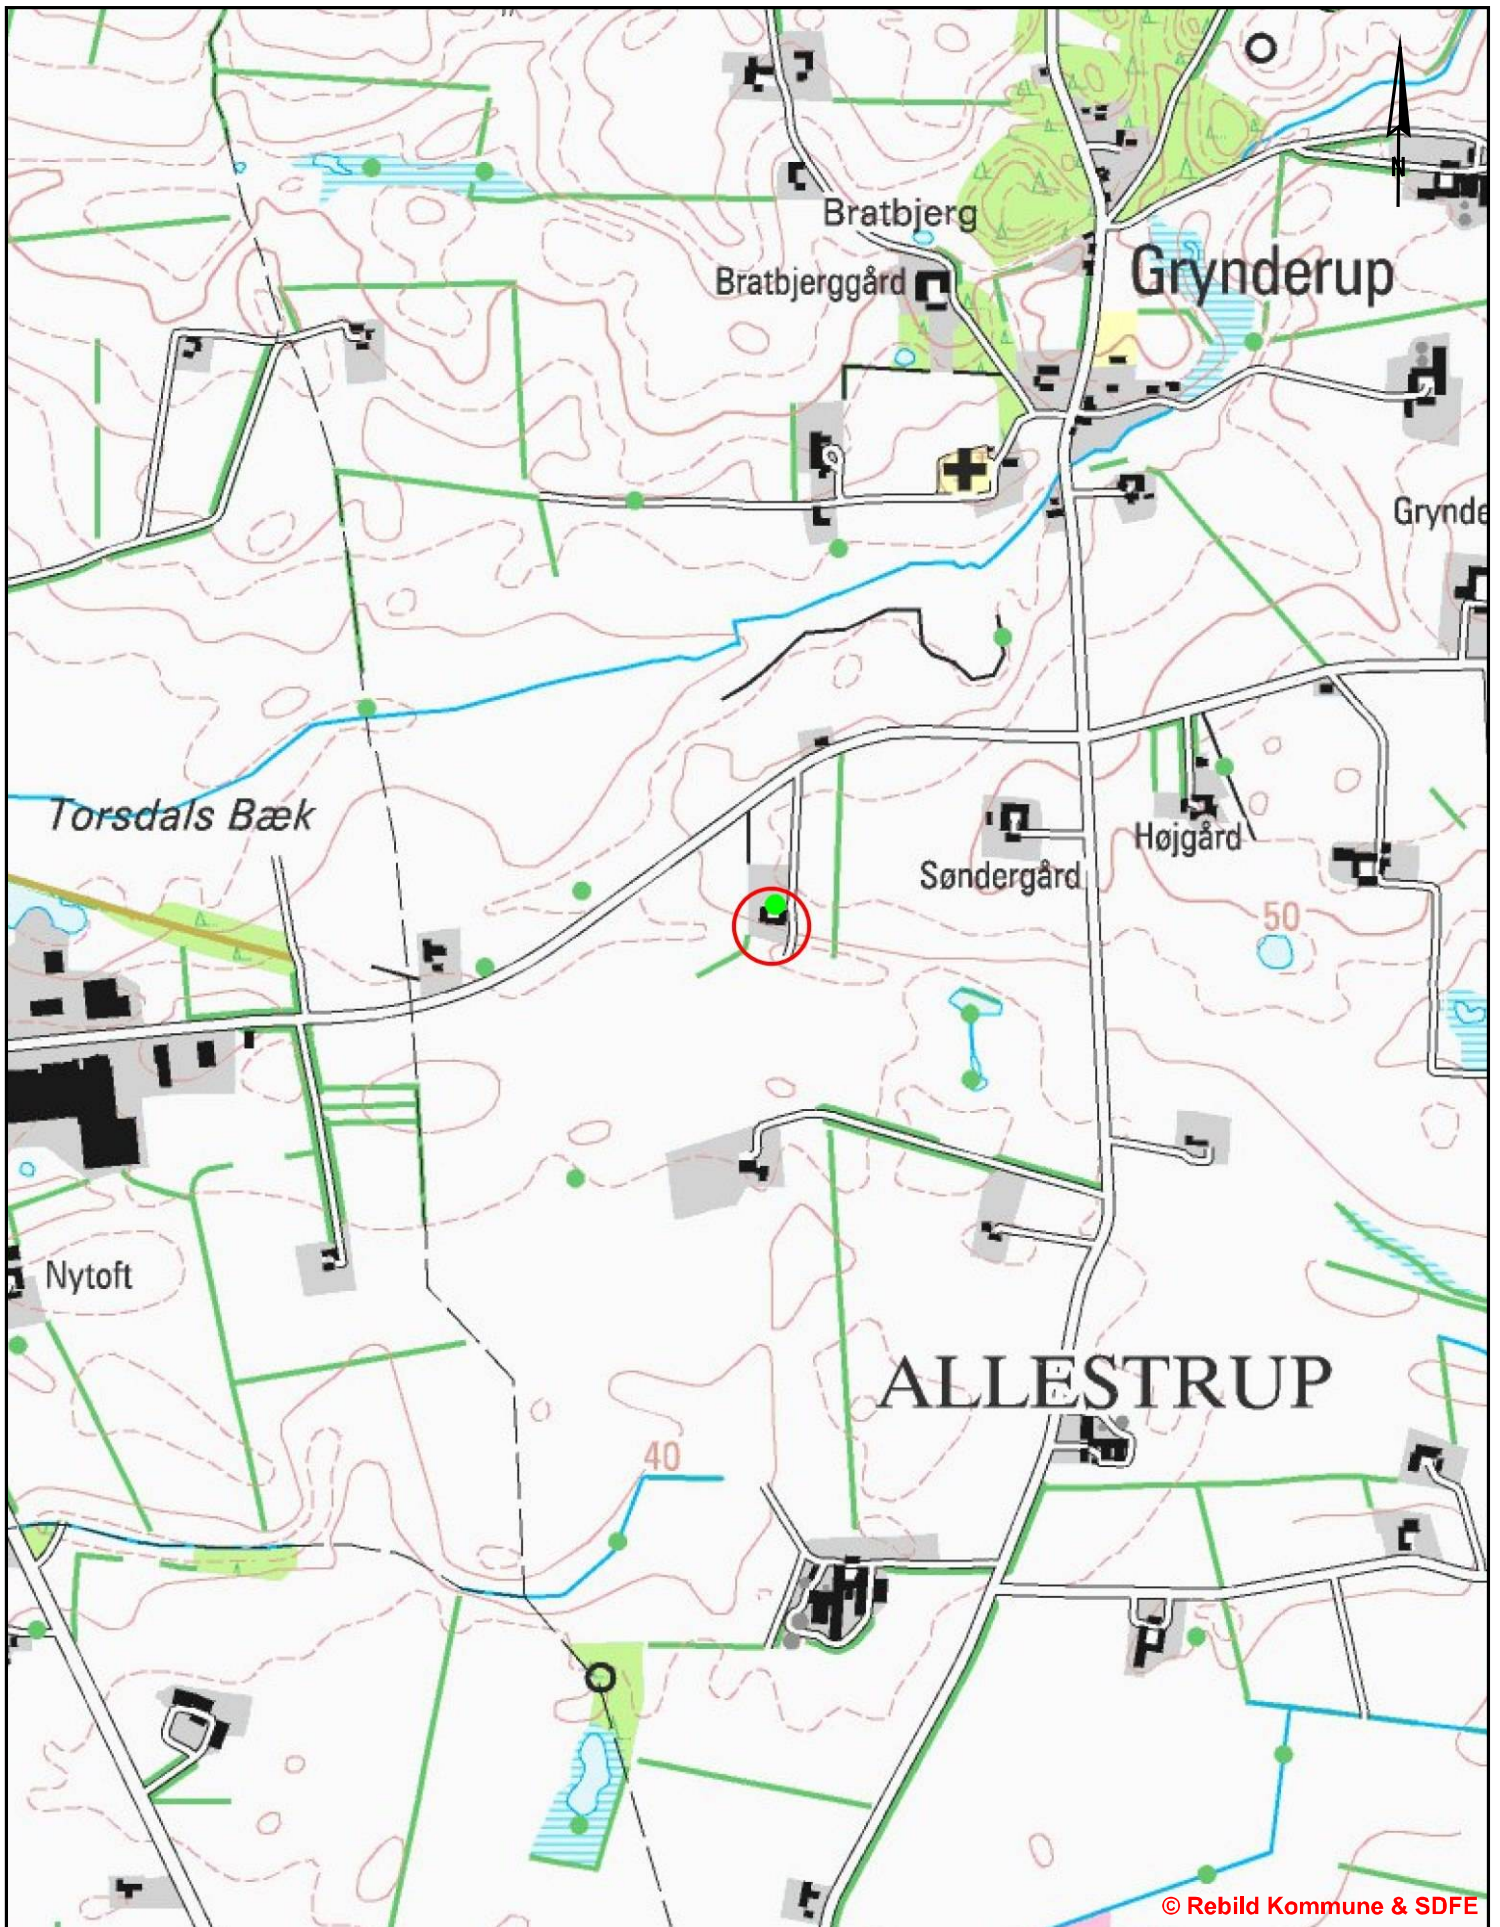 N
Bratbjerg
Bratbjerggård
Grynderup
Grynde
Torsdals Bæk
Søndergård
Højgård
50
Nytoft
ALLESTRUP
40
© Rebild Kommune & SDFE